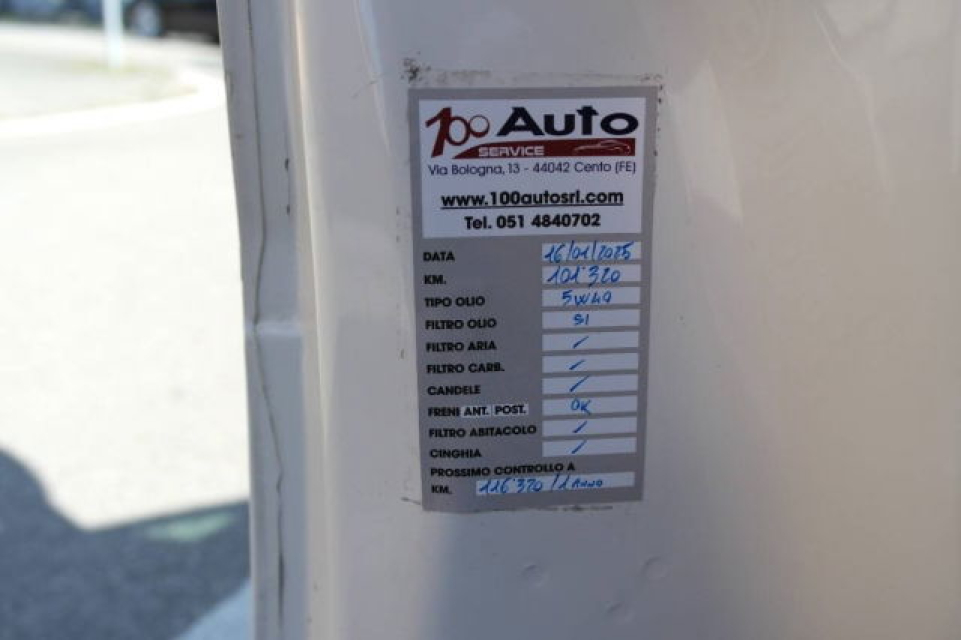 100 Auto
SERVICE
Via Bologna, 13 - 44042 Cento (FE)
www.100autosrl.com
Tel. 051 4840702
DATA 16/01/2025
KM. 101'320
TIPO OLIO 5W40
FILTRO OLIO SI
FILTRO ARIA /
FILTRO CARB. /
CANDELE /
FRENI ANT. POST. OK
FILTRO ABITACOLO /
CINGHIA /
PROSSIMO CONTROLLO A
KM. 116'320 / 1 ANNO